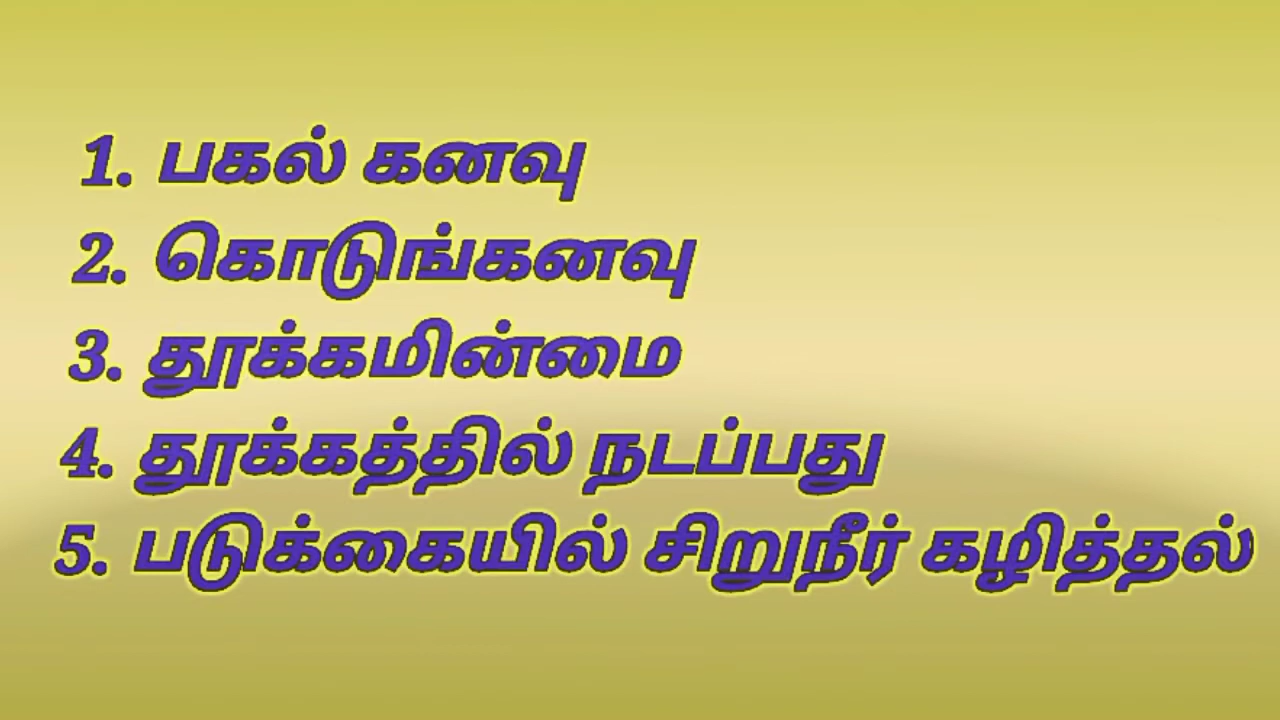 1. பகல் கனவு
2. கொடுங்கனவு
3. தூக்கமின்மை
4. தூக்கத்தில் நடப்பது
5. படுக்கையில் சிறுநீர் கழித்தல்